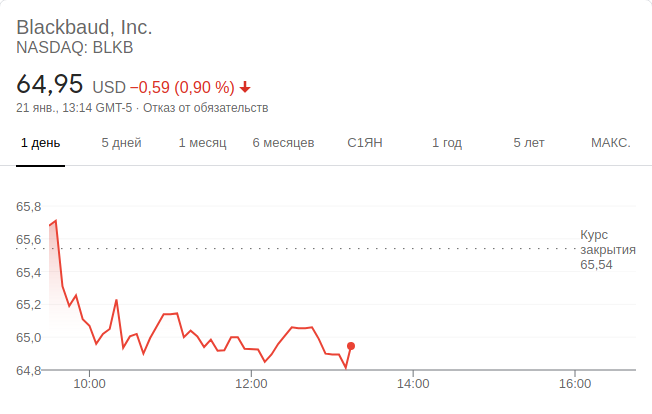 Blackbaud, Inc.
NASDAQ: BLKB
64,95 USD −0,59 (0,90 %)
21 янв., 13:14 GMT-5 · Отказ от обязательств
1 день 5 дней 1 месяц 6 месяцев С1ЯН 1 год 5 лет МАКС.
65,8
65,6
65,4
65,2
65,0
64,8
Курс
закрытия
65,54
10:00 12:00 14:00 16:00